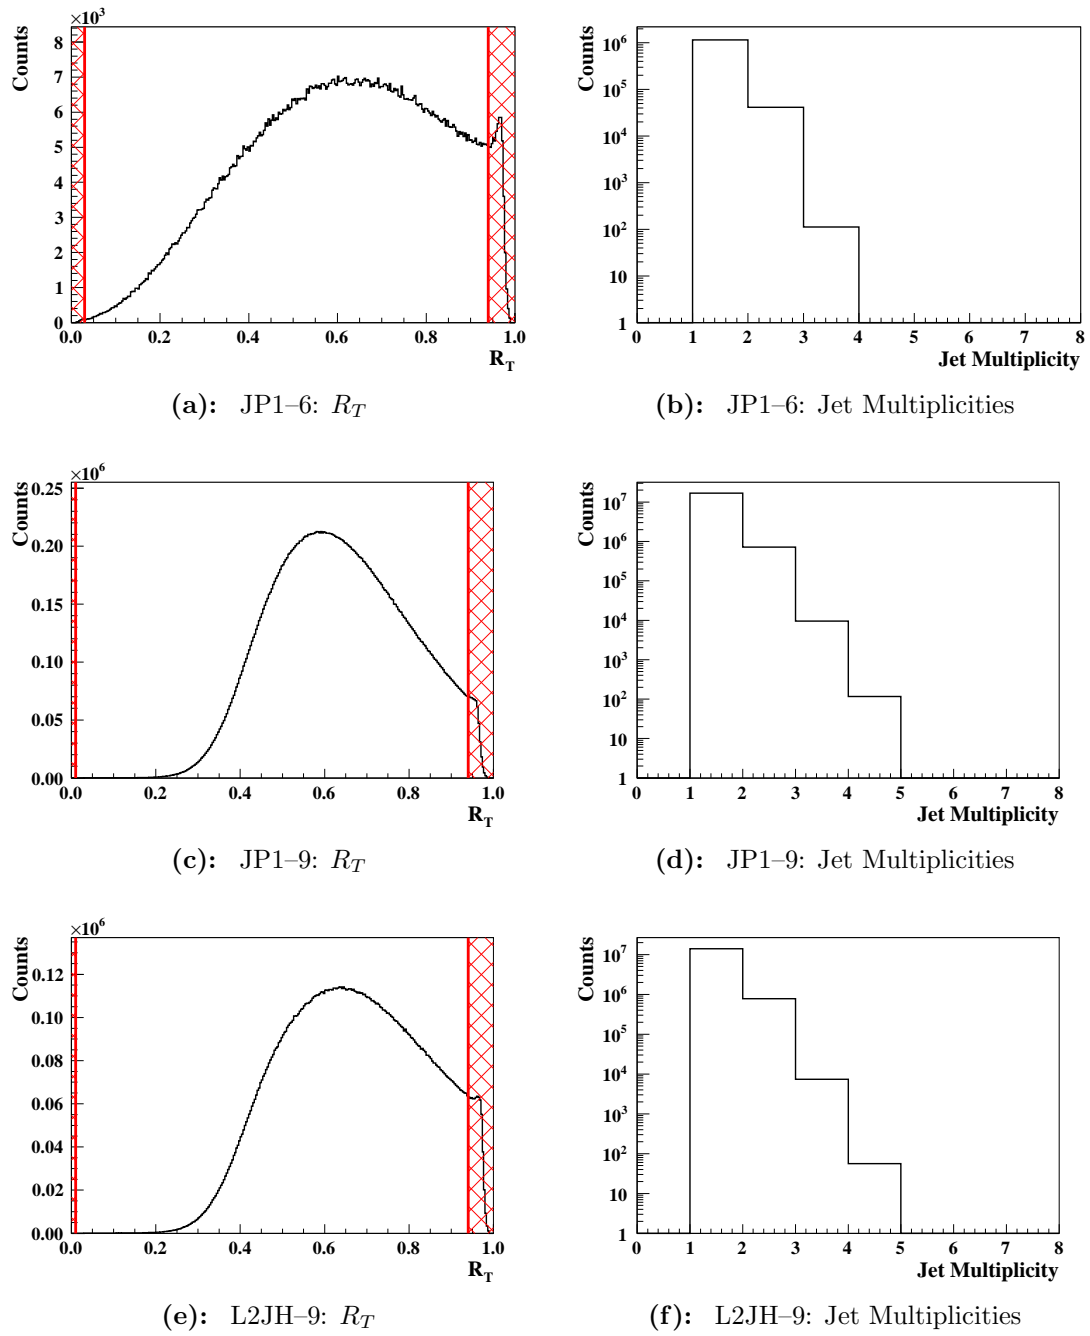 ×10³
Counts
8
7
6
5
4
3
2
1
0
0.0 0.2 0.4 0.6 0.8 1.0
R_T
(a): JP1–6: R_T
Counts
10⁶
10⁵
10⁴
10³
10²
10
1
0 1 2 3 4 5 6 7 8
Jet Multiplicity
(b): JP1–6: Jet Multiplicities
×10⁶
Counts
0.25
0.20
0.15
0.10
0.05
0.00
0.0 0.2 0.4 0.6 0.8 1.0
R_T
(c): JP1–9: R_T
Counts
10⁷
10⁶
10⁵
10⁴
10³
10²
10
1
0 1 2 3 4 5 6 7 8
Jet Multiplicity
(d): JP1–9: Jet Multiplicities
×10⁶
Counts
0.12
0.10
0.08
0.06
0.04
0.02
0.00
0.0 0.2 0.4 0.6 0.8 1.0
R_T
(e): L2JH–9: R_T
Counts
10⁷
10⁶
10⁵
10⁴
10³
10²
10
1
0 1 2 3 4 5 6 7 8
Jet Multiplicity
(f): L2JH–9: Jet Multiplicities